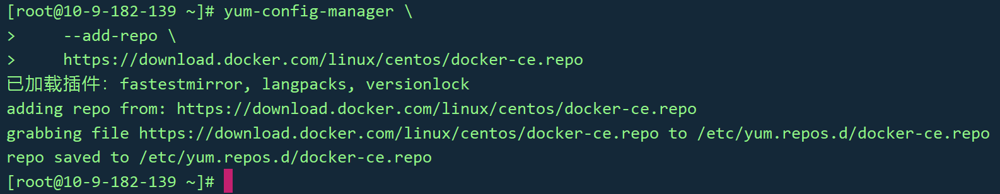 [root@10-9-182-139 ~]# yum-config-manager \
>     --add-repo \
>     https://download.docker.com/linux/centos/docker-ce.repo
已加载插件：fastestmirror, langpacks, versionlock
adding repo from: https://download.docker.com/linux/centos/docker-ce.repo
grabbing file https://download.docker.com/linux/centos/docker-ce.repo to /etc/yum.repos.d/docker-ce.repo
repo saved to /etc/yum.repos.d/docker-ce.repo
[root@10-9-182-139 ~]#